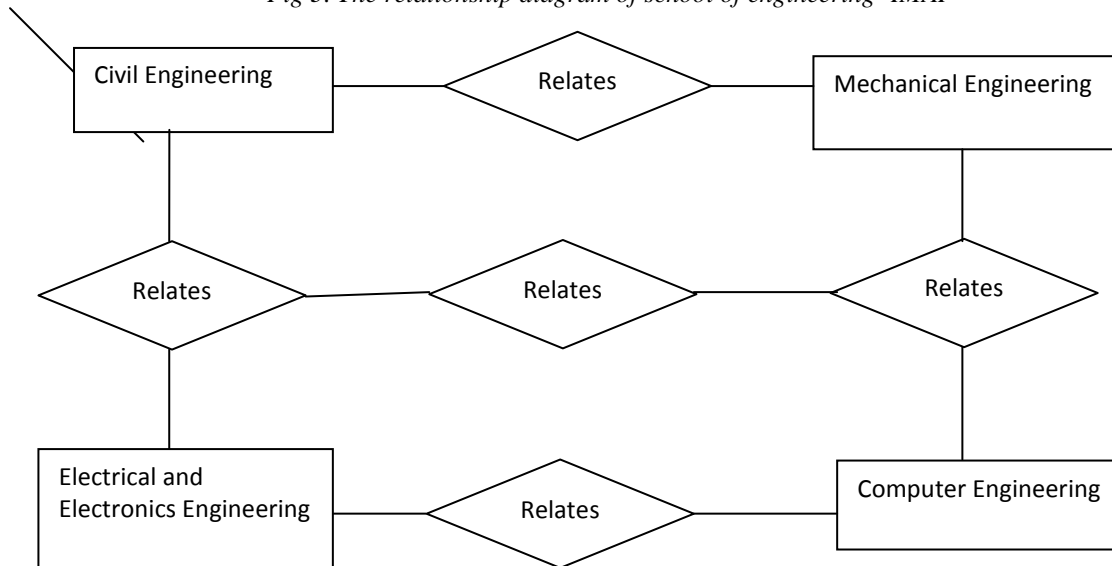 Fig 3. The relationship diagram of school of engineering IMAP
Civil Engineering
Relates
Mechanical Engineering
Relates
Relates
Relates
Electrical and
Electronics Engineering
Relates
Computer Engineering